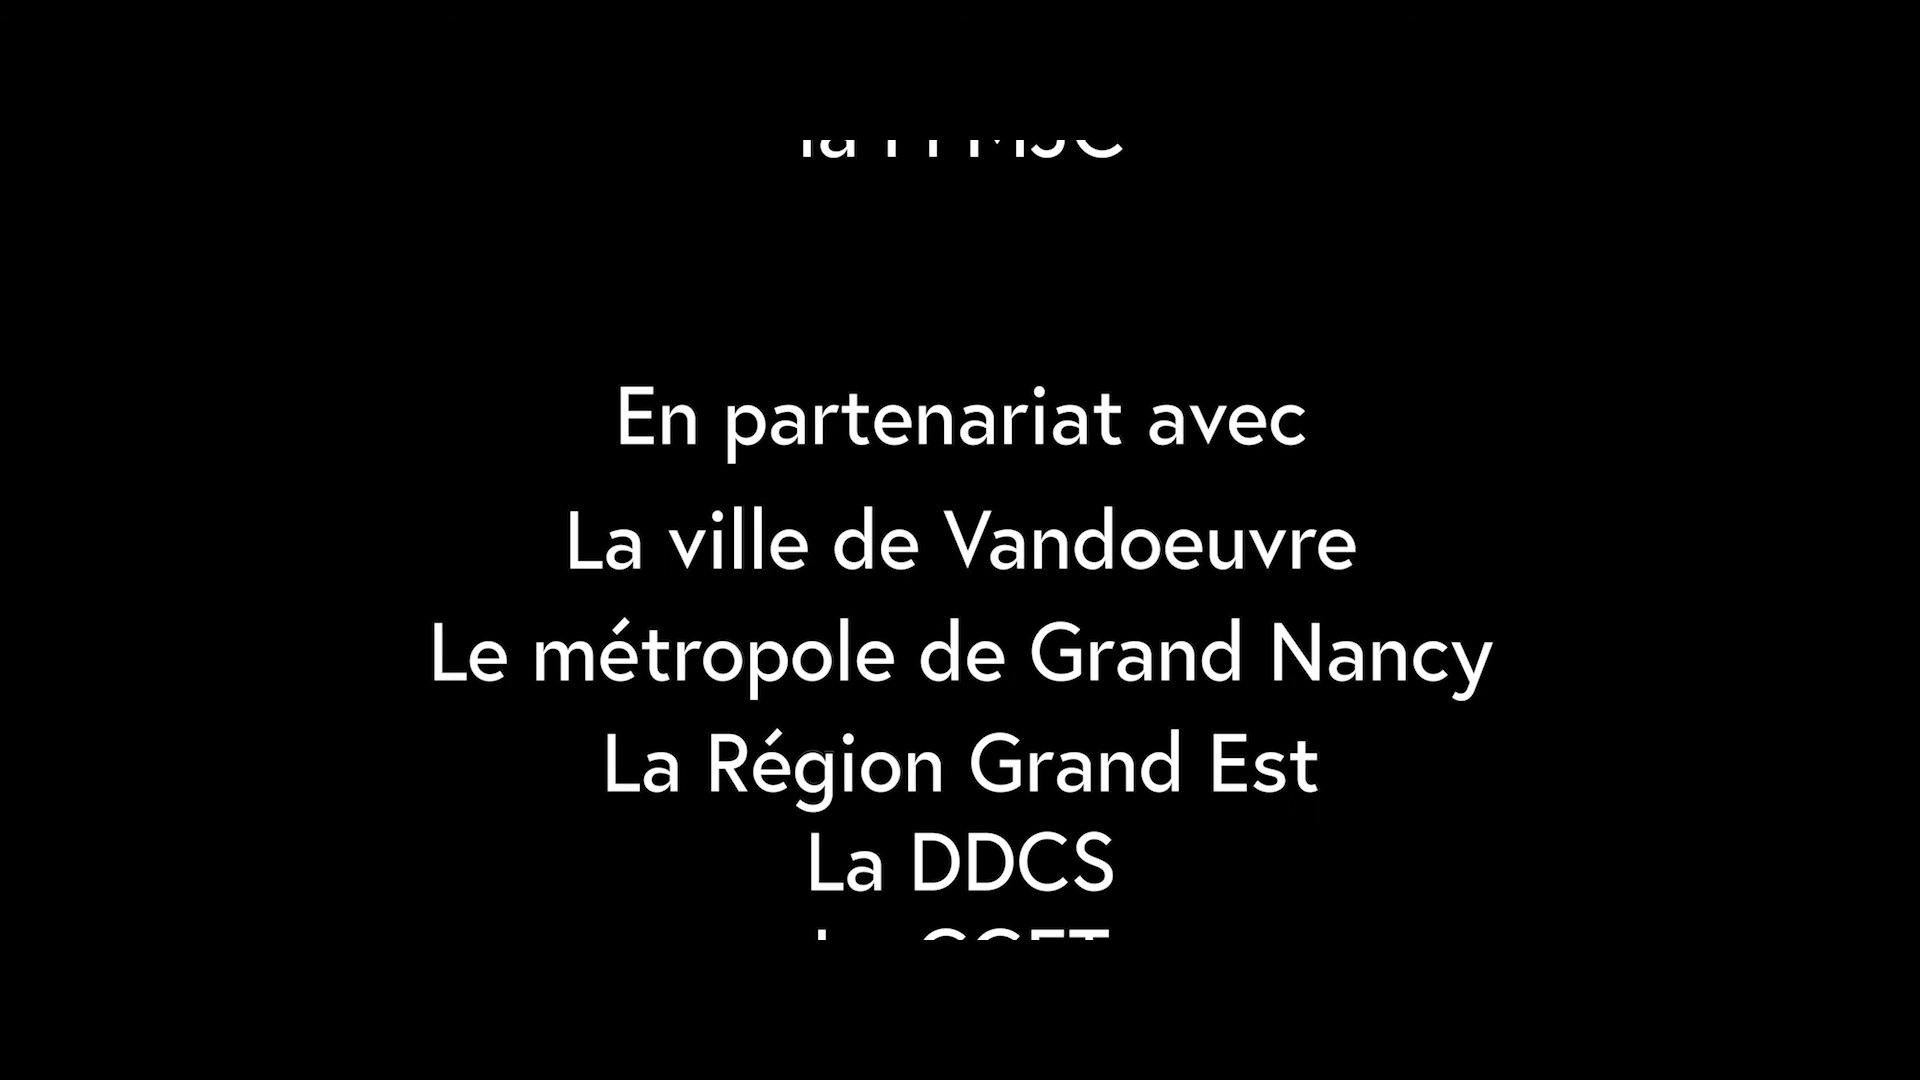 En partenariat avec
La ville de Vandoeuvre
Le métropole de Grand Nancy
La Région Grand Est
La DDCS